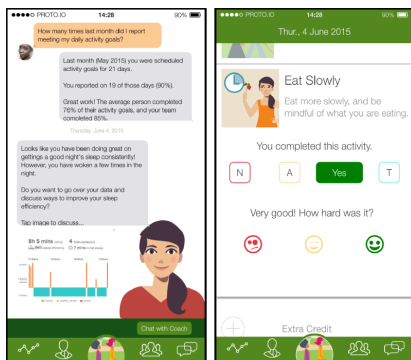 PROTO.IO 14:28 90%
How many times last month did I report
meeting my daily activity goals?
Last month (May 2015) you were scheduled
activity goals for 21 days.
You reported on 19 of those days (90%).
Great work! The average person completed
76% of their activity goals, and your team
completed 85%.
Thursday, June 4, 2015
Looks like you have been doing great on
gettings a good night's sleep consistently!
However, you have woken a few times in the
night.
Do you want to go over your data and
discuss ways to improve your sleep
efficiency?
Tap image to discuss...
8h 5 mins
Chat with Coach
PROTO.IO 14:28 90%
Thur., 4 June 2015
Eat Slowly
Eat more slowly, and be
mindful of what you are eating.
You completed this activity.
N A Yes T
Very good! How hard was it?
Extra Credit